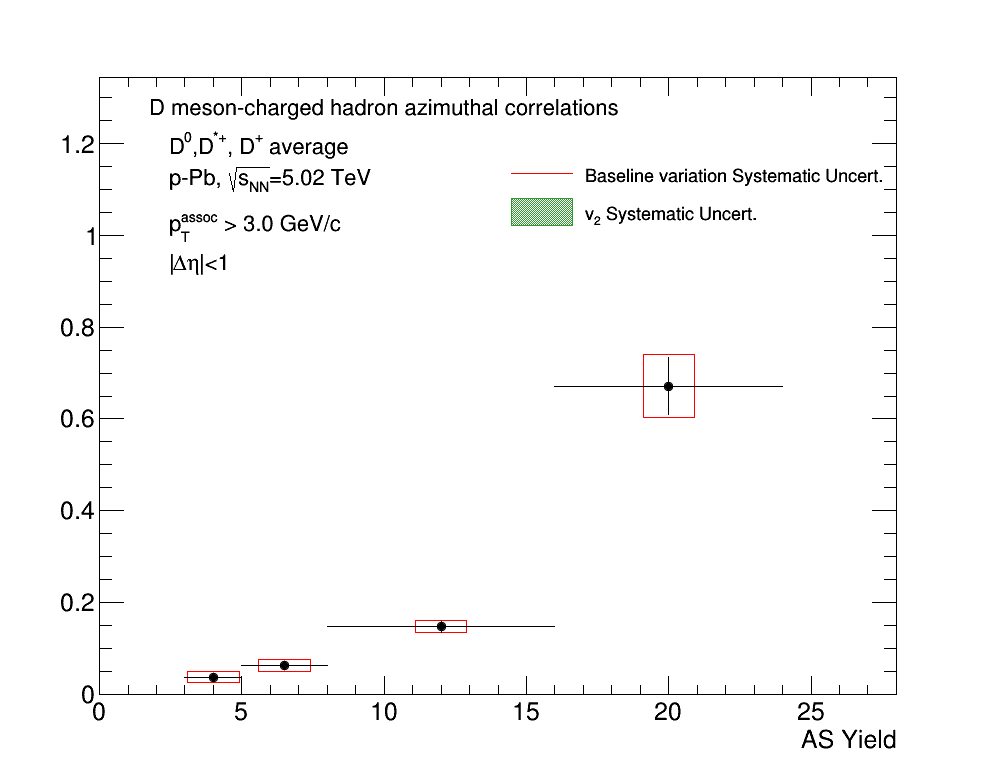 D meson-charged hadron azimuthal correlations
D⁰,D*⁺, D⁺ average
p-Pb, √sNN=5.02 TeV
pTassoc > 3.0 GeV/c
|Δη|<1
Baseline variation Systematic Uncert.
v₂ Systematic Uncert.
1.2
1
0.8
0.6
0.4
0.2
0
0 5 10 15 20 25
AS Yield